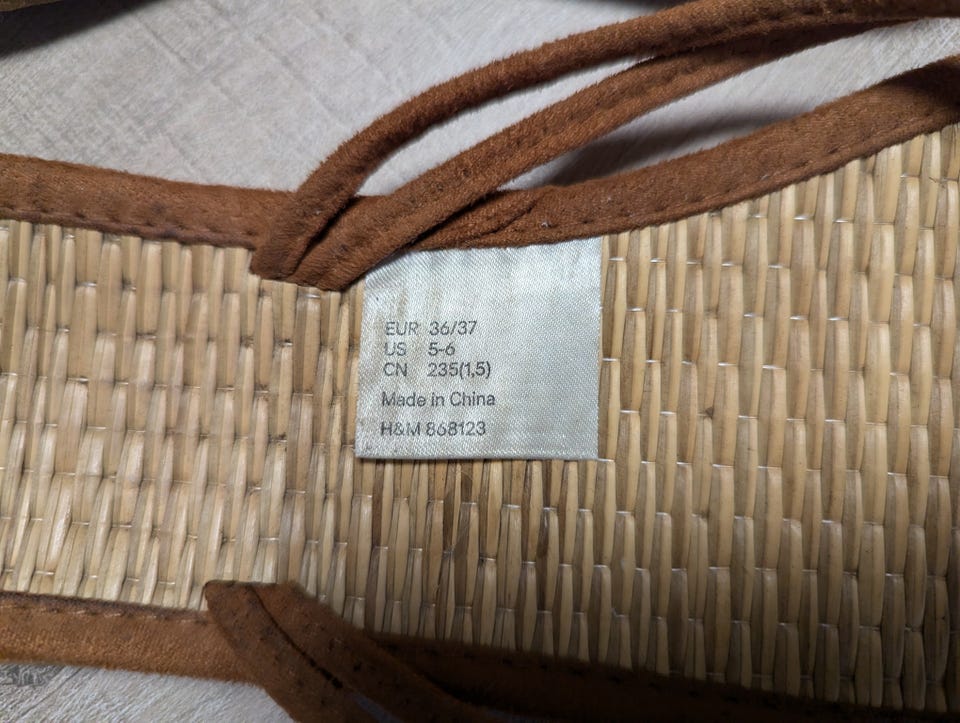 EUR 36/37
US 5-6
CN 235(1,5)
Made in China
H&M 868123